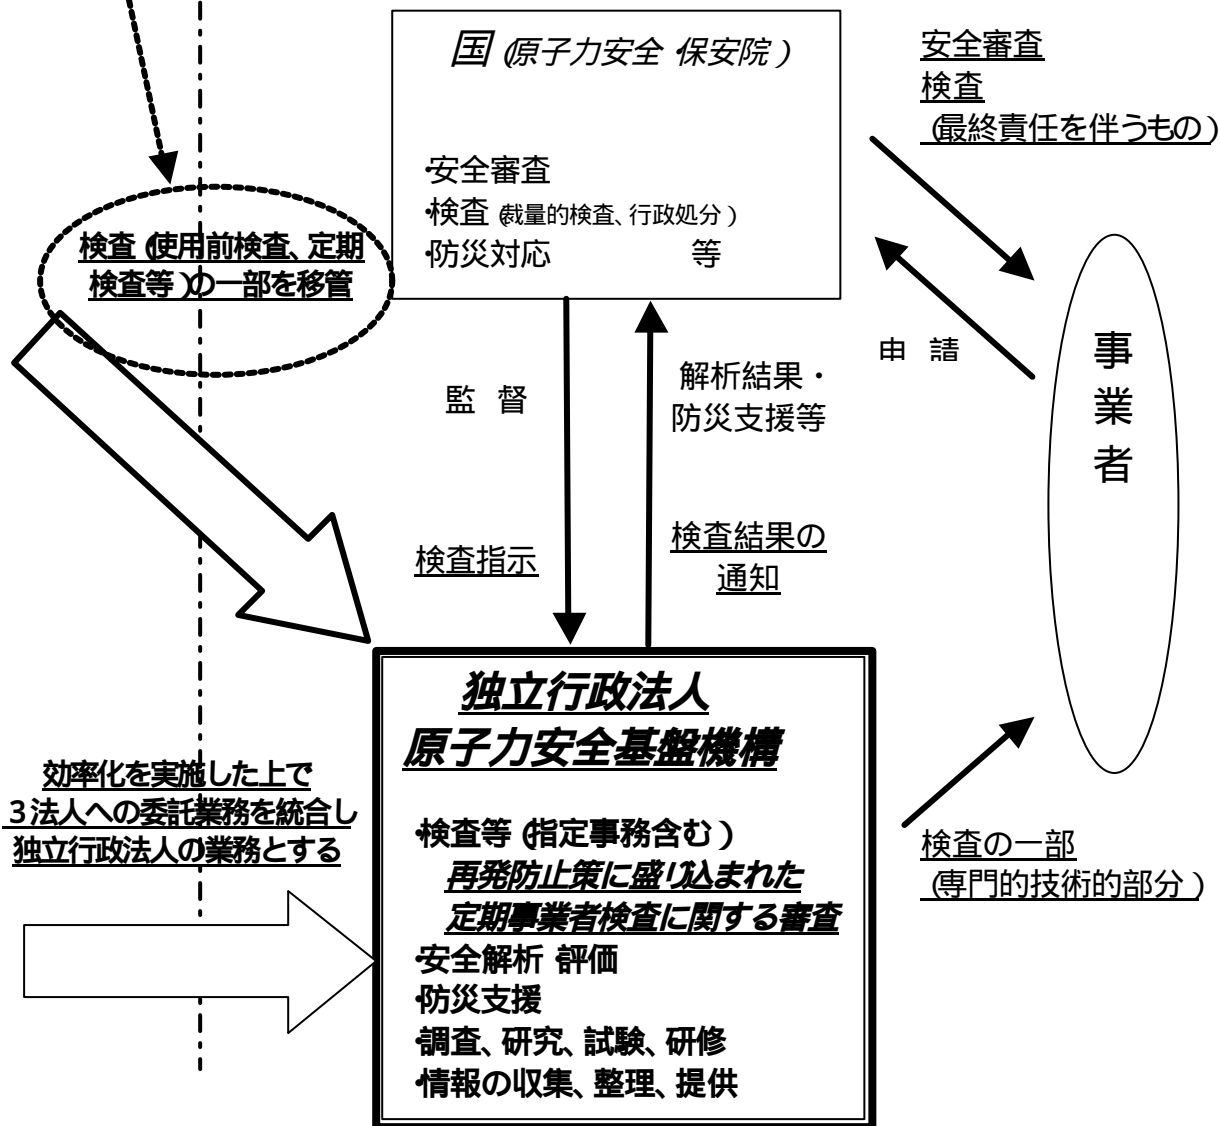 国（原子力安全・保安院）
・安全審査
・検査（裁量的検査、行政処分）
・防災対応　　等
安全審査
検査
（最終責任を伴うもの）
検査（使用前検査、定期
検査等）の一部を移管
申 請
事業者
監 督
解析結果・
防災支援等
検査指示
検査結果の
通知
効率化を実施した上で
３法人への委託業務を統合し
独立行政法人の業務とする
独立行政法人
原子力安全基盤機構
・検査等（指定事務含む）
再発防止策に盛り込まれた
定期事業者検査に関する審査
・安全解析・評価
・防災支援
・調査、研究、試験、研修
・情報の収集、整理、提供
検査の一部
（専門的技術的部分）